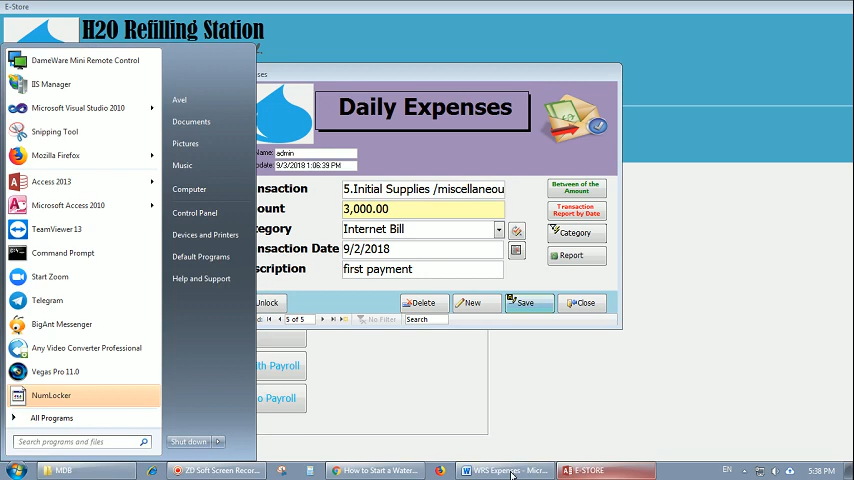 E-Store
H20 Refilling Station
DameWare Mini Remote Control
IIS Manager
Microsoft Visual Studio 2010
Snipping Tool
Mozilla Firefox
Access 2013
Microsoft Access 2010
TeamViewer 13
Command Prompt
Start Zoom
Telegram
BigAnt Messenger
Any Video Converter Professional
Vegas Pro 11.0
NumLocker
All Programs
Search programs and files
Avel
Documents
Pictures
Music
Computer
Control Panel
Devices and Printers
Default Programs
Help and Support
Shut down
Daily Expenses
Name: admin
9/3/2018 1:06:39 PM
5.Initial Supplies /miscellaneou
3,000.00
Internet Bill
Transaction Date 9/2/2018
first payment
Between of the
Amount
Transaction
Report by Date
Category
Report
Unlock
Delete
New
Save
Close
5 of 5
No Filter
Search
th Payroll
o Payroll
MDB
ZD Soft Screen Recor...
How to Start a Water...
WRS Expenses - Micr...
E-STORE
EN
5:38 PM